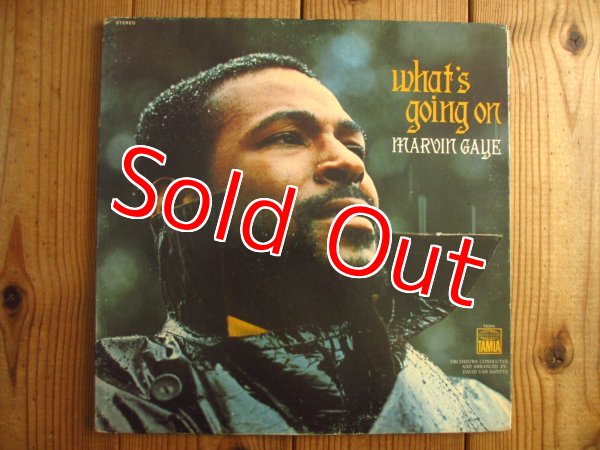 STEREO
what's
going on
MARVIN GAYE
Sold Out
TAMLA
ORCHESTRA CONDUCTED
AND ARRANGED BY
DAVID VAN DePITTE